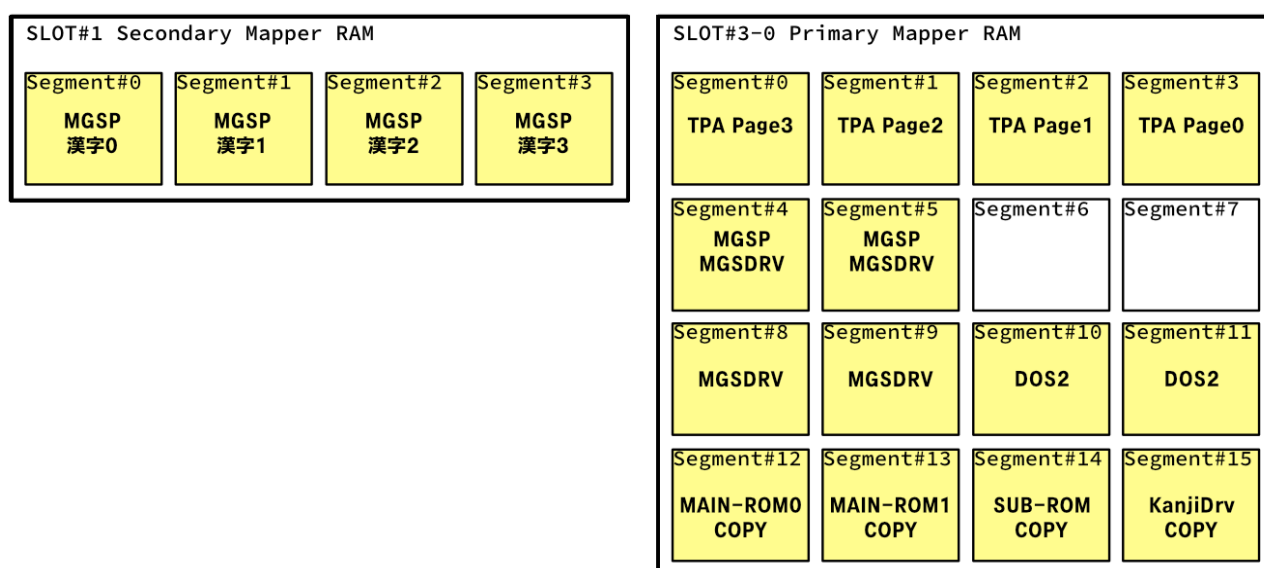 SLOT#1 Secondary Mapper RAM
Segment#0
MGSP
漢字0
Segment#1
MGSP
漢字1
Segment#2
MGSP
漢字2
Segment#3
MGSP
漢字3
SLOT#3-0 Primary Mapper RAM
Segment#0
TPA Page3
Segment#1
TPA Page2
Segment#2
TPA Page1
Segment#3
TPA Page0
Segment#4
MGSP
MGSDRV
Segment#5
MGSP
MGSDRV
Segment#6
Segment#7
Segment#8
MGSDRV
Segment#9
MGSDRV
Segment#10
DOS2
Segment#11
DOS2
Segment#12
MAIN-ROM0
COPY
Segment#13
MAIN-ROM1
COPY
Segment#14
SUB-ROM
COPY
Segment#15
KanjiDrv
COPY